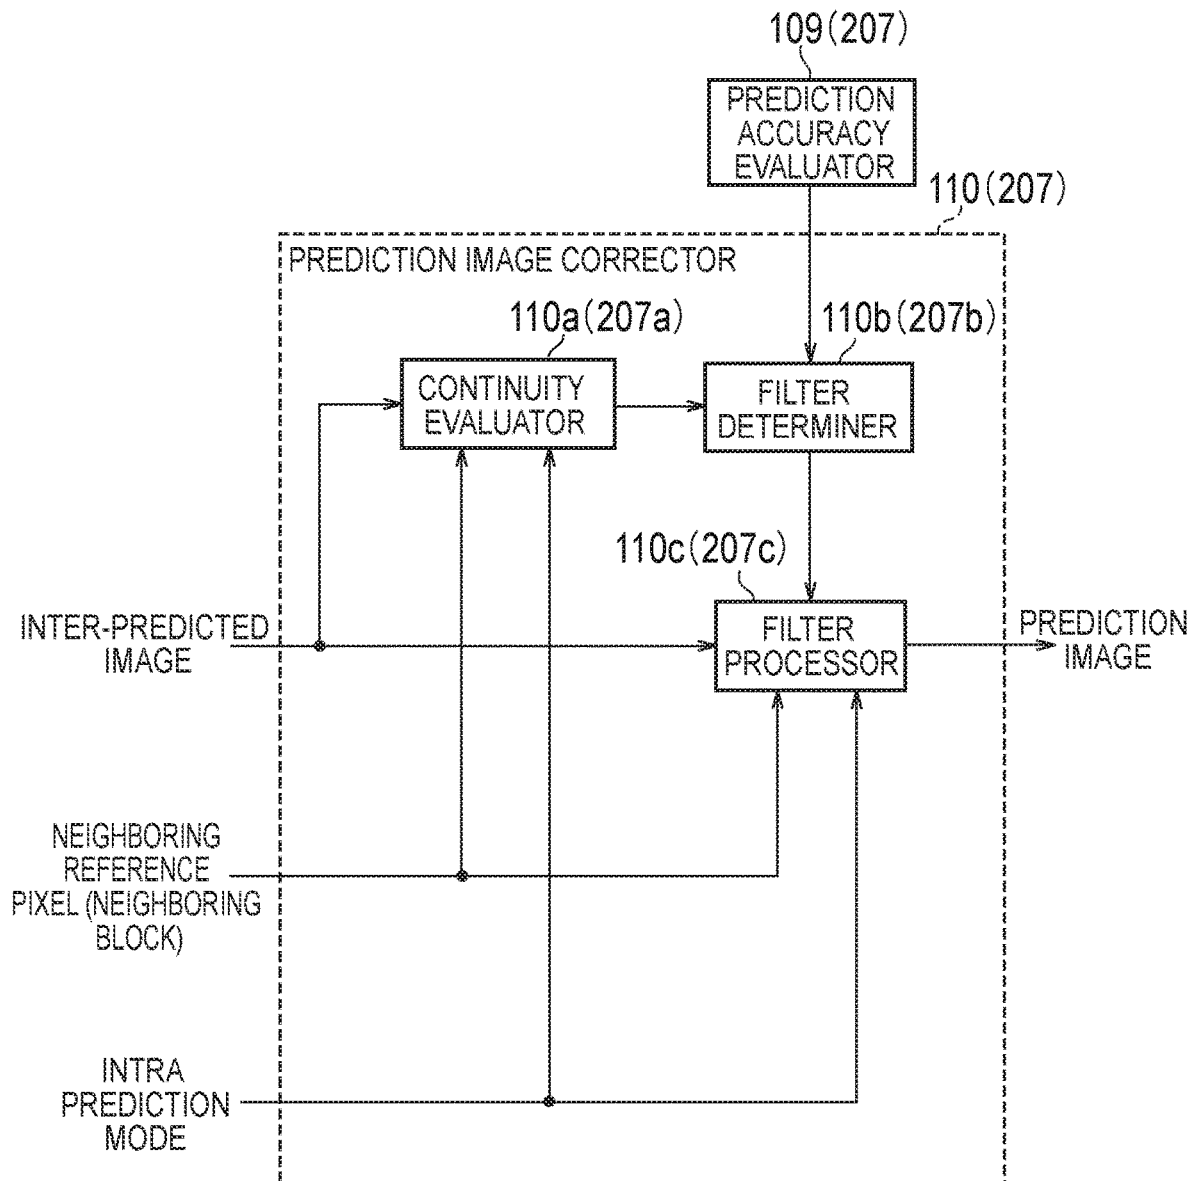 109(207)
PREDICTION
ACCURACY
EVALUATOR
110(207)
PREDICTION IMAGE CORRECTOR
110a(207a)
110b(207b)
CONTINUITY
EVALUATOR
FILTER
DETERMINER
110c(207c)
INTER-PREDICTED
IMAGE
FILTER
PROCESSOR
PREDICTION
IMAGE
NEIGHBORING
REFERENCE
PIXEL (NEIGHBORING
BLOCK)
INTRA
PREDICTION
MODE